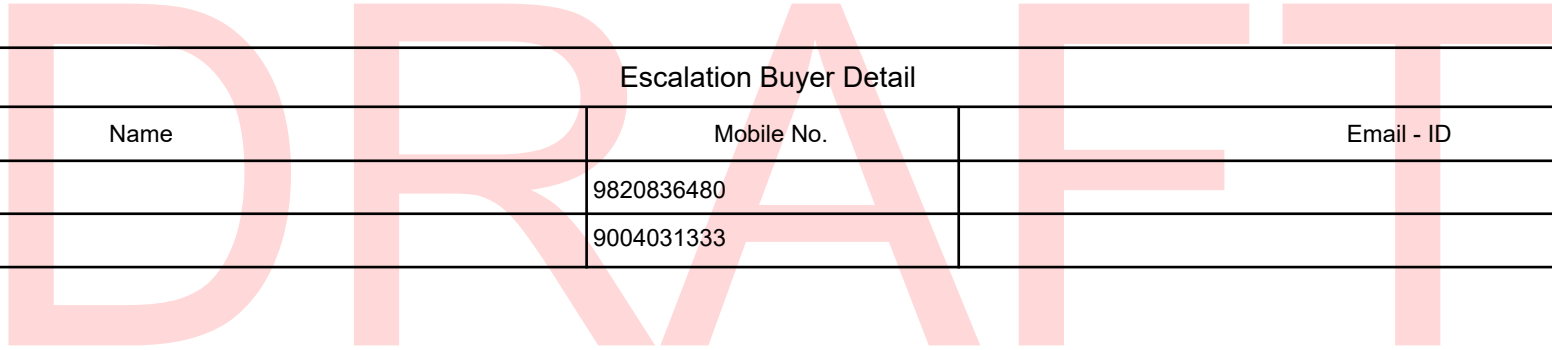 DRAFT
Escalation Buyer Detail
Name Mobile No. Email - ID
9820836480
9004031333